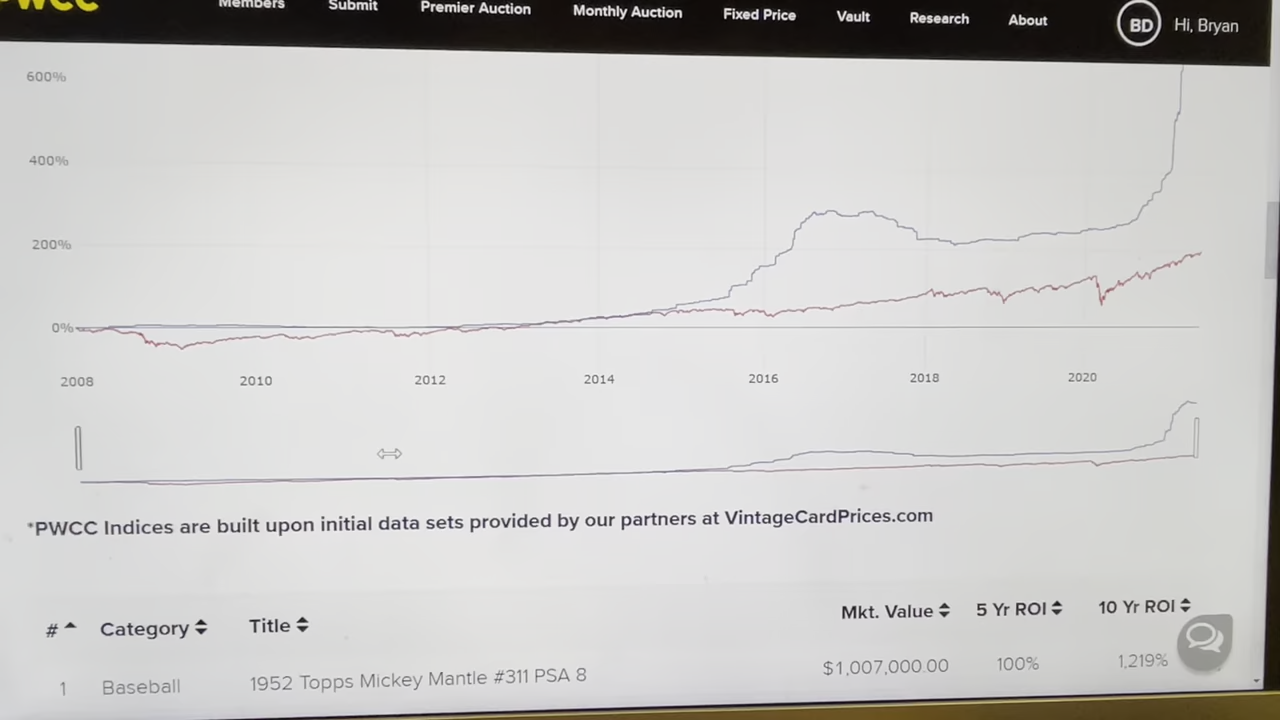 PWCC
Members Submit Premier Auction Monthly Auction Fixed Price Vault Research About BD Hi, Bryan
600%
400%
200%
0%
2008 2010 2012 2014 2016 2018 2020
*PWCC Indices are built upon initial data sets provided by our partners at VintageCardPrices.com
# Category Title Mkt. Value 5 Yr ROI 10 Yr ROI
1 Baseball 1952 Topps Mickey Mantle #311 PSA 8 $1,007,000.00 100% 1,219%